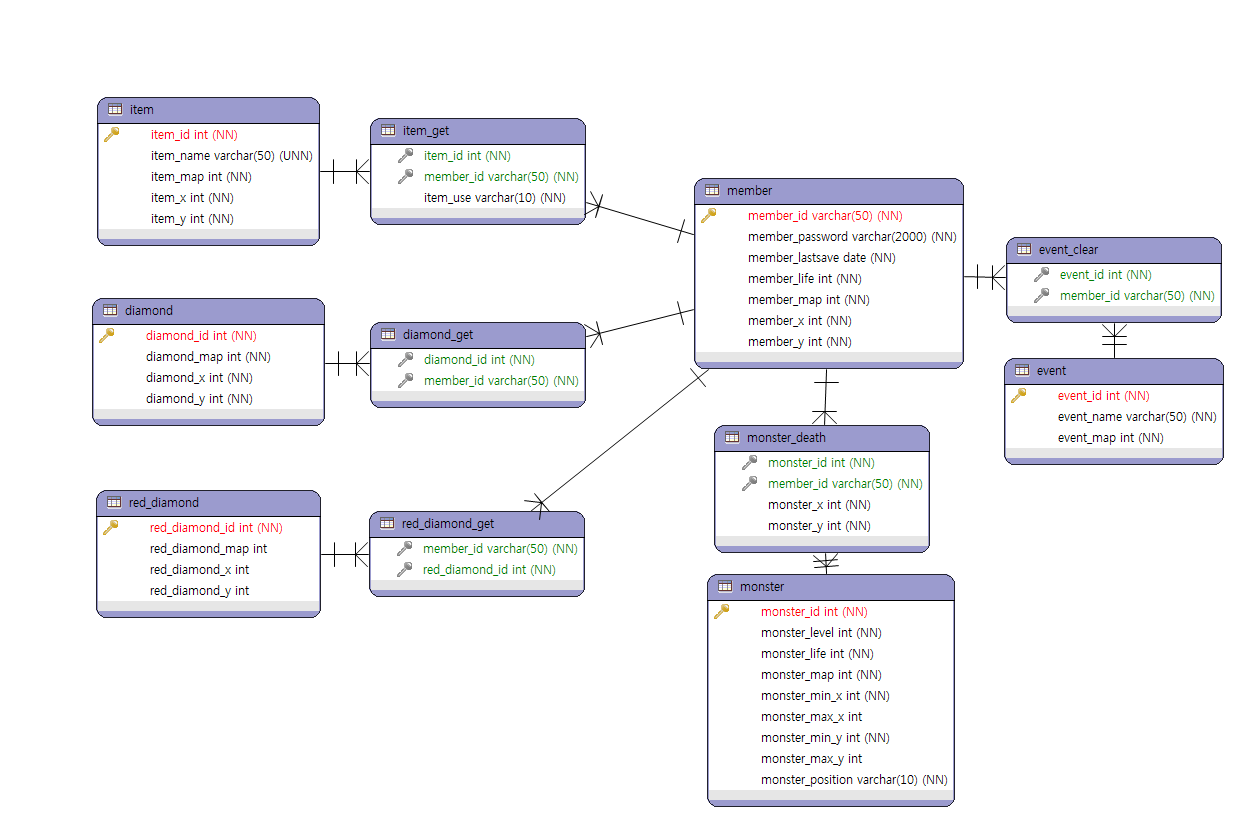 item
item_id int (NN)
item_name varchar(50) (UNN)
item_map int (NN)
item_x int (NN)
item_y int (NN)
item_get
item_id int (NN)
member_id varchar(50) (NN)
item_use varchar(10) (NN)
member
member_id varchar(50) (NN)
member_password varchar(2000) (NN)
member_lastsave date (NN)
member_life int (NN)
member_map int (NN)
member_x int (NN)
member_y int (NN)
event_clear
event_id int (NN)
member_id varchar(50) (NN)
diamond
diamond_id int (NN)
diamond_map int (NN)
diamond_x int (NN)
diamond_y int (NN)
diamond_get
diamond_id int (NN)
member_id varchar(50) (NN)
event
event_id int (NN)
event_name varchar(50) (NN)
event_map int (NN)
monster_death
monster_id int (NN)
member_id varchar(50) (NN)
monster_x int (NN)
monster_y int (NN)
red_diamond
red_diamond_id int (NN)
red_diamond_map int
red_diamond_x int
red_diamond_y int
red_diamond_get
member_id varchar(50) (NN)
red_diamond_id int (NN)
monster
monster_id int (NN)
monster_level int (NN)
monster_life int (NN)
monster_map int (NN)
monster_min_x int (NN)
monster_max_x int
monster_min_y int (NN)
monster_max_y int
monster_position varchar(10) (NN)